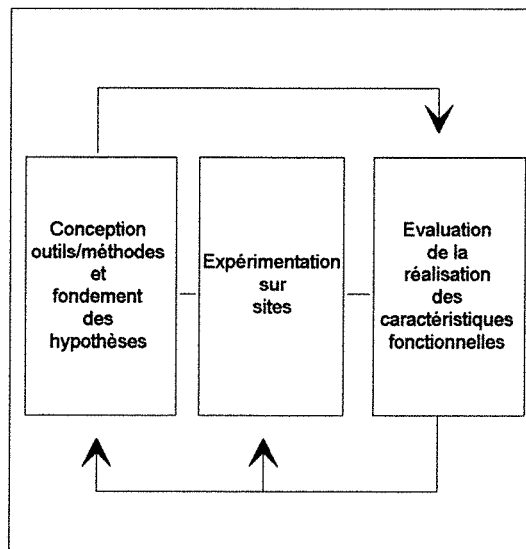 Conception
outils/méthodes
et
fondement
des
hypothèses
Expérimentation
sur
sites
Evaluation
de la
réalisation
des
caractéristiques
fonctionnelles